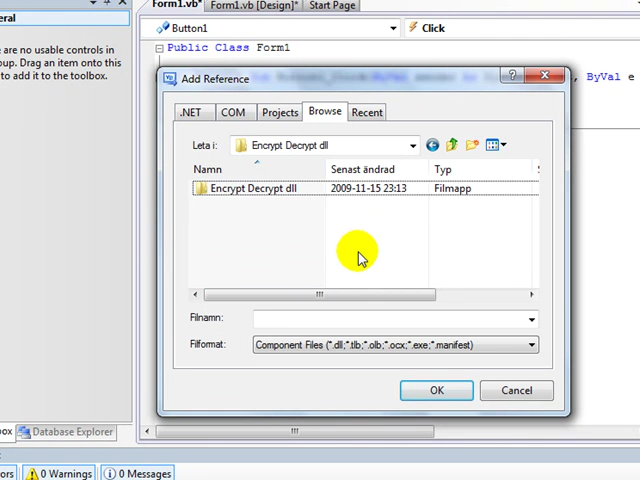 Form1.vb* Form1.vb [Design]* Start Page
eral
Button1 Click
e are no usable controls in
oup. Drag an item onto this
to add it to the toolbox.
Public Class Form1
, ByVal e
Add Reference
.NET COM Projects Browse Recent
Leta i: Encrypt Decrypt dll
Namn Senast ändrad Typ
Encrypt Decrypt dll 2009-11-15 23:13 Filmapp
Filnamn:
Filformat: Component Files (*.dll;*.tlb;*.olb;*.ocx;*.exe;*.manifest)
OK Cancel
box Database Explorer
ors 0 Warnings 0 Messages